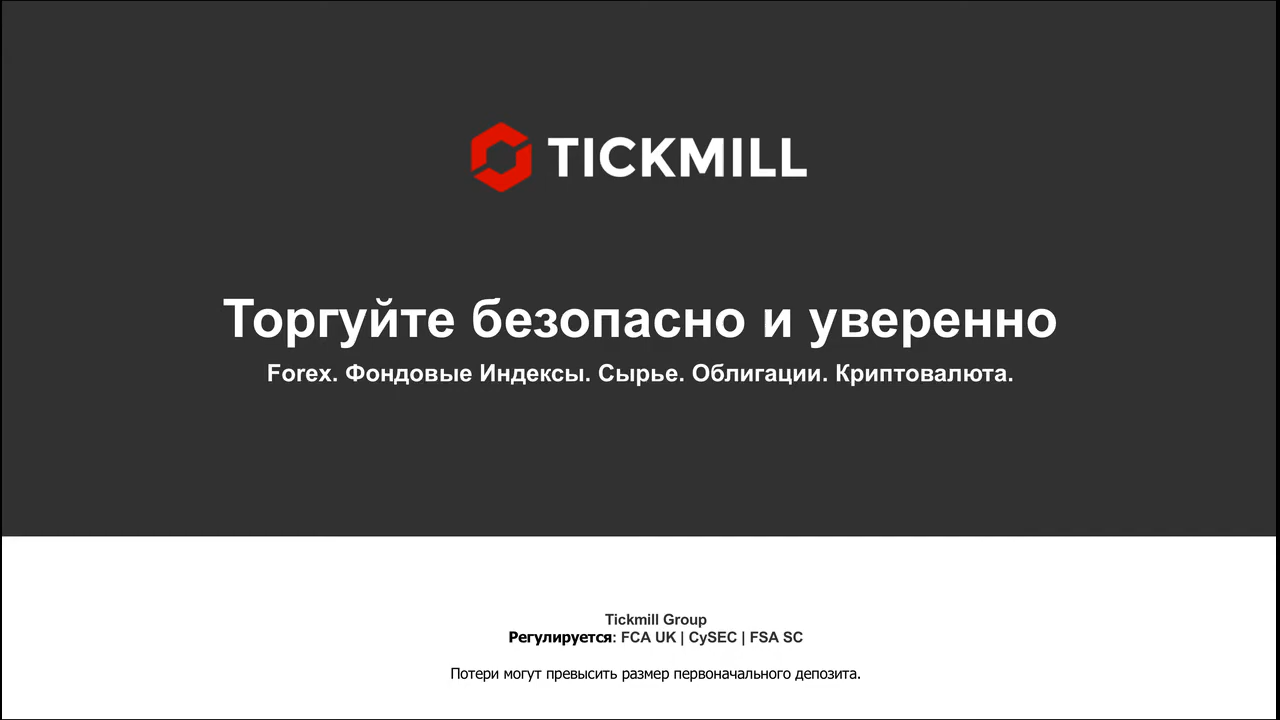 TICKMILL
Торгуйте безопасно и уверенно
Forex. Фондовые Индексы. Сырье. Облигации. Криптовалюта.
Tickmill Group
Регулируется: FCA UK | CySEC | FSA SC
Потери могут превысить размер первоначального депозита.